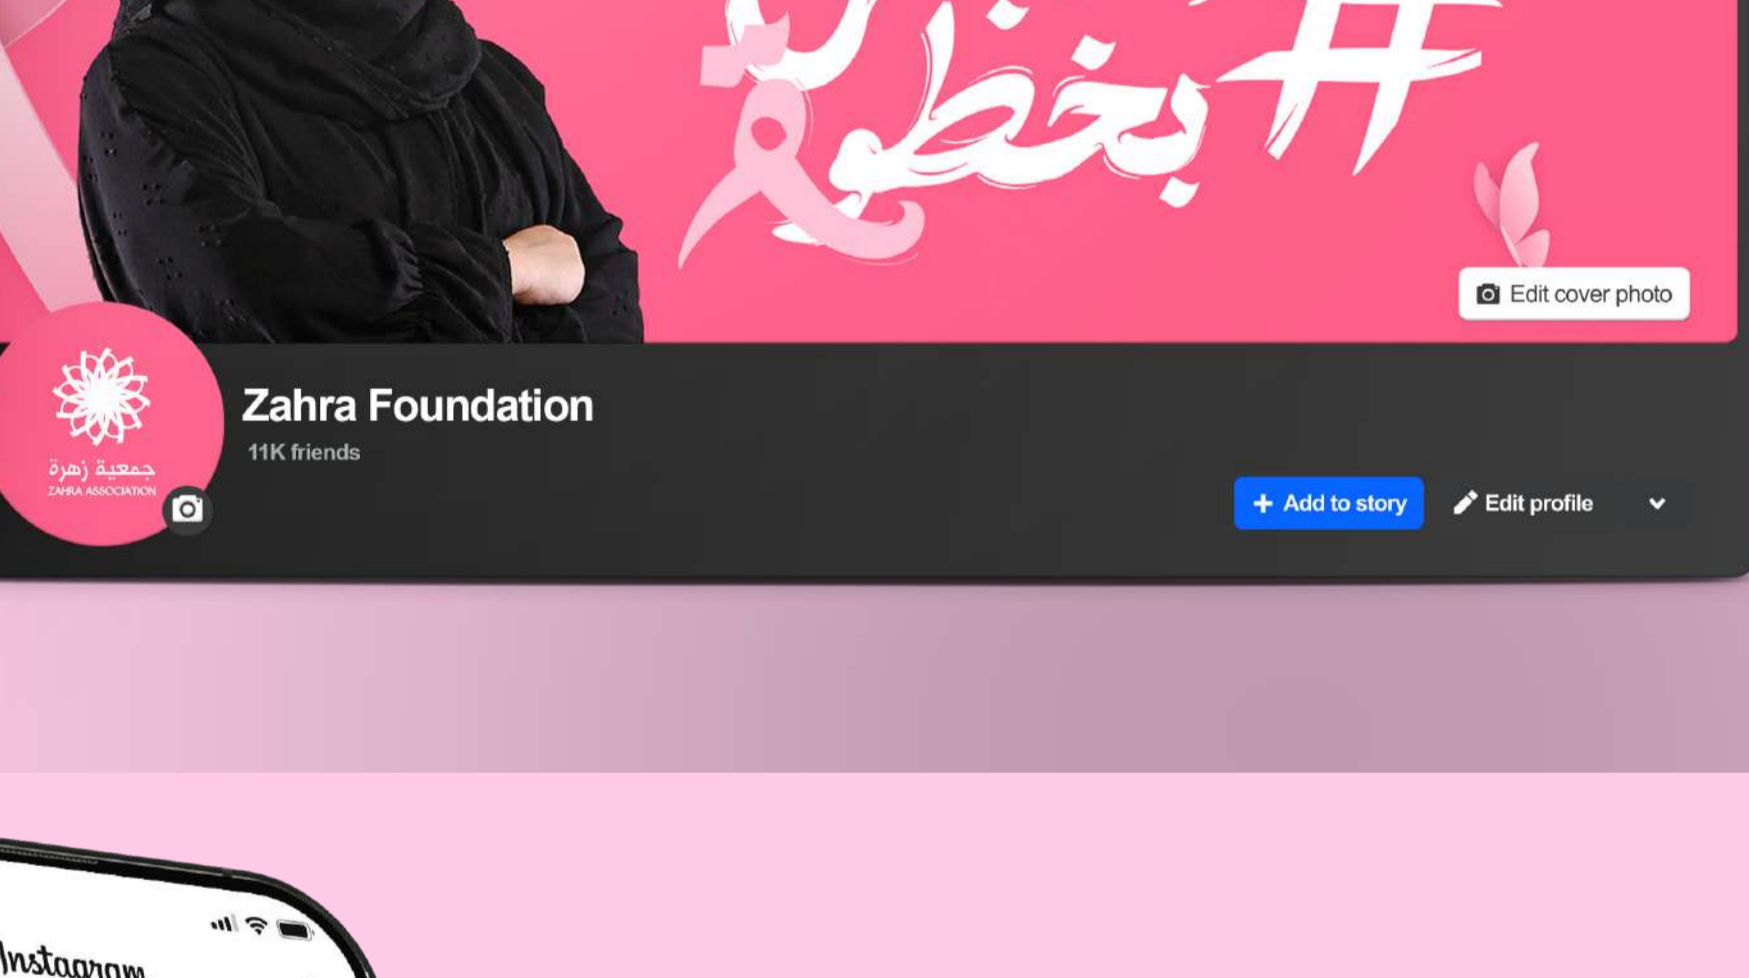 #بخطوة
Edit cover photo
Zahra Foundation
11K friends
جمعية زهرة
ZAHRA ASSOCIATION
+ Add to story
Edit profile
Instagram